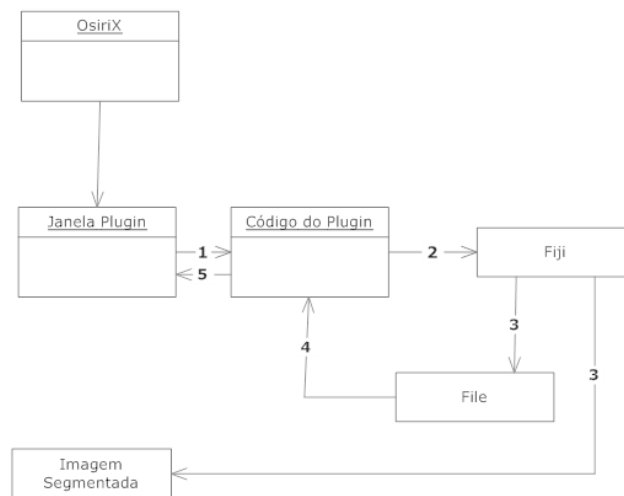 OsiriX
Janela Plugin
Código do Plugin
1
5
2
Fiji
3
4
3
File
Imagem
Segmentada